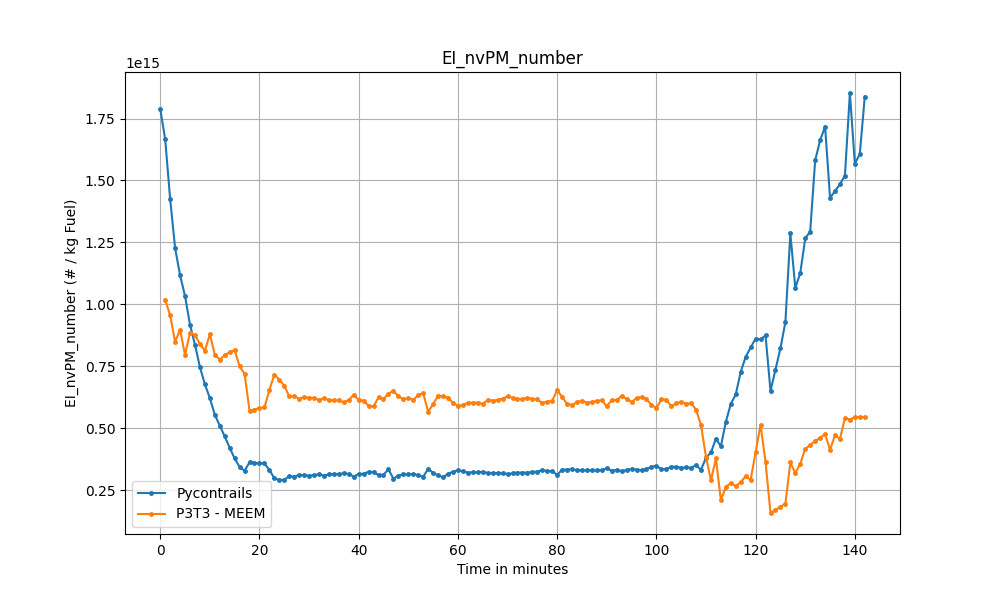 EI_nvPM_number
1e15
EI_nvPM_number (# / kg Fuel)
1.75
1.50
1.25
1.00
0.75
0.50
0.25
Pycontrails
P3T3 - MEEM
0 20 40 60 80 100 120 140
Time in minutes